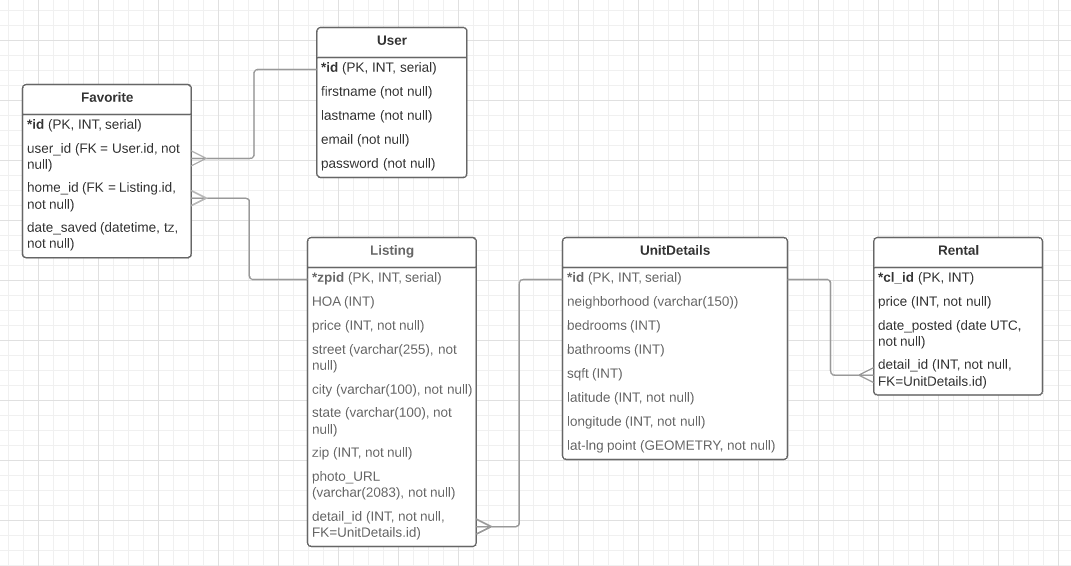 User
*id (PK, INT, serial)
firstname (not null)
lastname (not null)
email (not null)
password (not null)
Favorite
*id (PK, INT, serial)
user_id (FK = User.id, not
null)
home_id (FK = Listing.id,
not null)
date_saved (datetime, tz,
not null)
Listing
*zpid (PK, INT, serial)
HOA (INT)
price (INT, not null)
street (varchar(255), not
null)
city (varchar(100), not null)
state (varchar(100), not
null)
zip (INT, not null)
photo_URL
(varchar(2083), not null)
detail_id (INT, not null,
FK=UnitDetails.id)
UnitDetails
*id (PK, INT, serial)
neighborhood (varchar(150))
bedrooms (INT)
bathrooms (INT)
sqft (INT)
latitude (INT, not null)
longitude (INT, not null)
lat-lng point (GEOMETRY, not null)
Rental
*cl_id (PK, INT)
price (INT, not null)
date_posted (date UTC,
not null)
detail_id (INT, not null,
FK=UnitDetails.id)